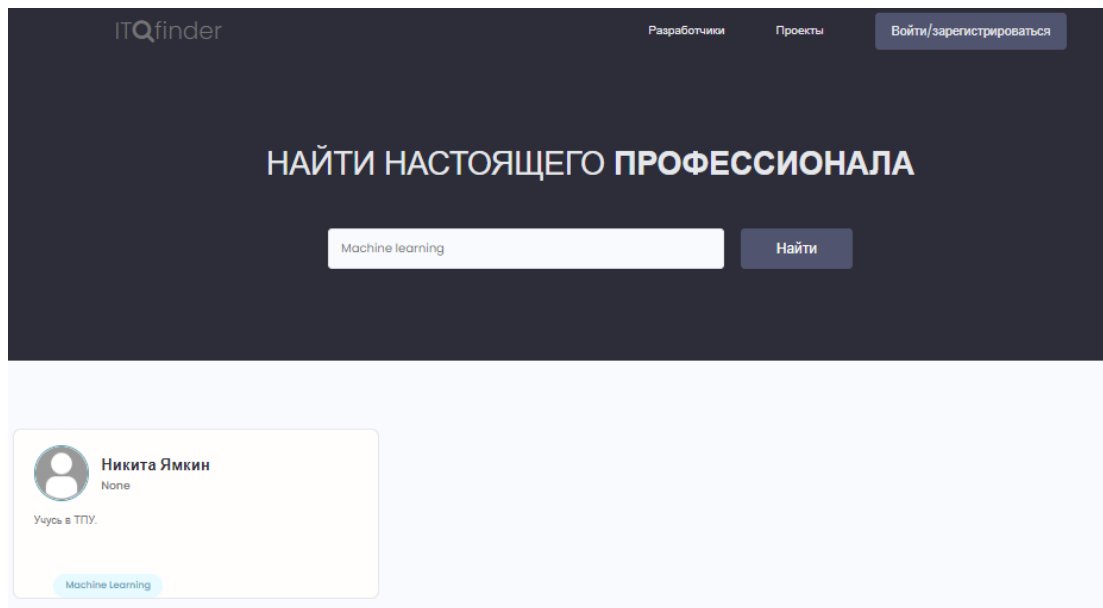 ITQfinder
Разработчики
Проекты
Войти/зарегистрироваться
НАЙТИ НАСТОЯЩЕГО ПРОФЕССИОНАЛА
Machine learning
Найти
Никита Ямкин
None
Учусь в ТПУ.
Machine Learning